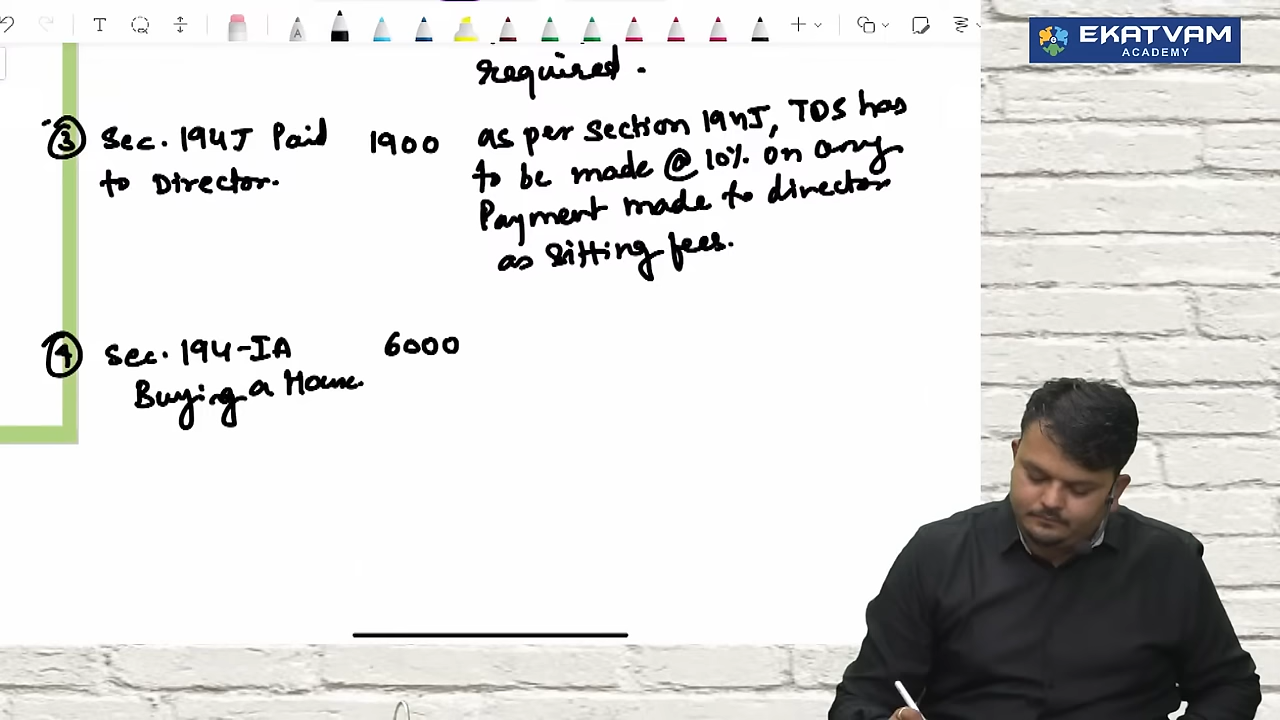 EKATVAM
ACADEMY
required.
③ Sec. 194J Paid 1900 as per section 194J, TDS has
to Director. to be made @ 10% on any
Payment made to director
as sitting fees.
④ Sec. 194-IA 6000
Buying a House.